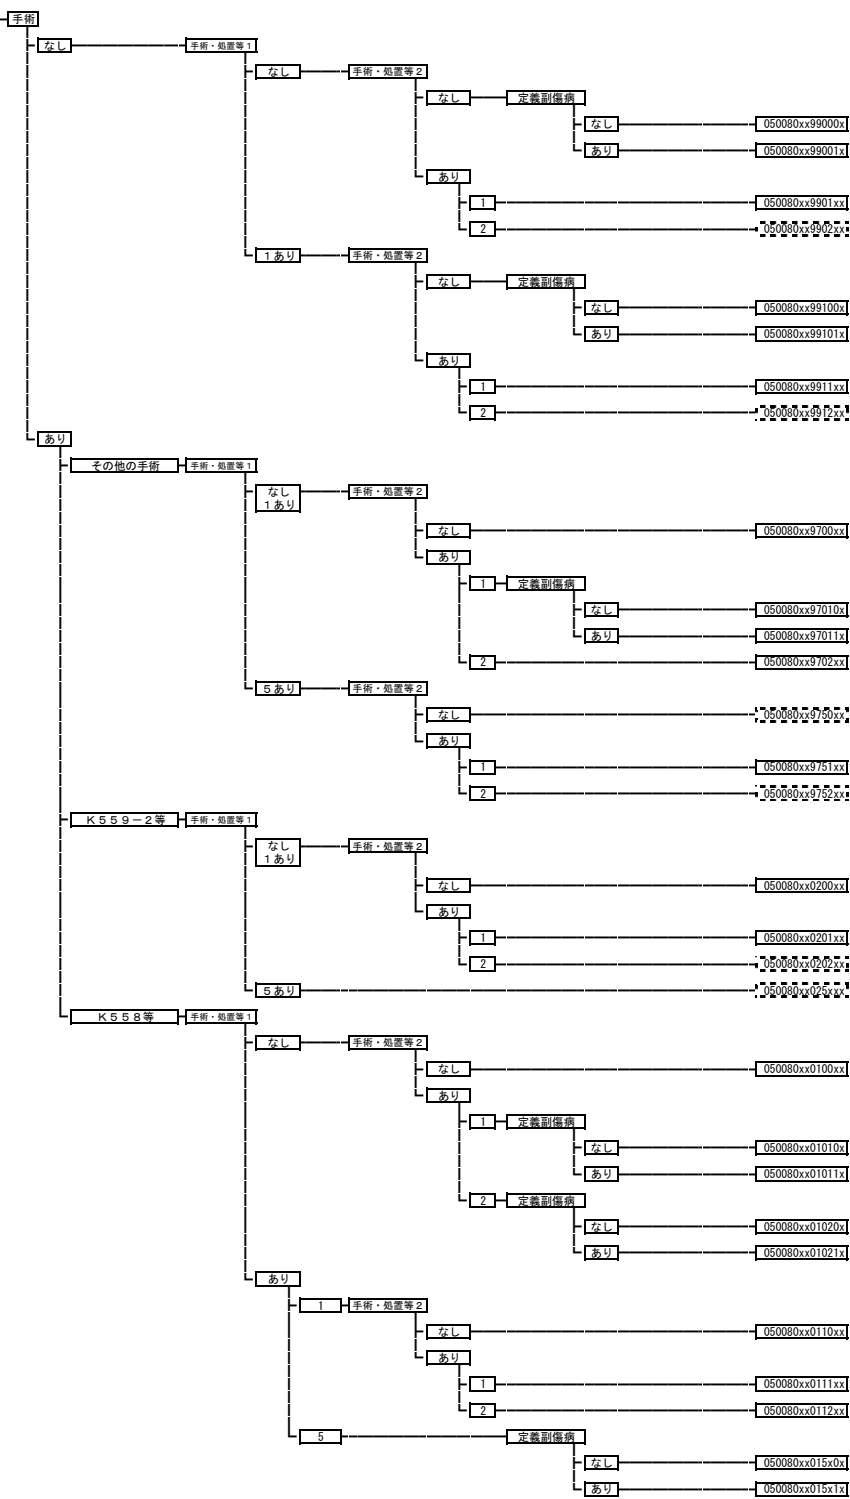 手術
なし 手術・処置等１
なし 手術・処置等２
なし 定義副傷病
なし 050080xx99000x
あり 050080xx99001x
あり
1 050080xx9901xx
2 050080xx9902xx
１あり 手術・処置等２
なし 定義副傷病
なし 050080xx99100x
あり 050080xx99101x
あり
1 050080xx9911xx
2 050080xx9912xx
あり
その他の手術 手術・処置等１
なし 手術・処置等２
１あり
なし 050080xx9700xx
あり
1 定義副傷病
なし 050080xx97010x
あり 050080xx97011x
2 050080xx9702xx
５あり 手術・処置等２
なし 050080xx9750xx
あり
1 050080xx9751xx
2 050080xx9752xx
Ｋ５５９－２等 手術・処置等１
なし 手術・処置等２
１あり
なし 050080xx0200xx
あり
1 050080xx0201xx
2 050080xx0202xx
５あり 050080xx025xxx
Ｋ５５８等 手術・処置等１
なし 手術・処置等２
なし 050080xx0100xx
あり
1 定義副傷病
なし 050080xx01010x
あり 050080xx01011x
2 定義副傷病
なし 050080xx01020x
あり 050080xx01021x
あり
1 手術・処置等２
なし 050080xx0110xx
あり
1 050080xx0111xx
2 050080xx0112xx
5 定義副傷病
なし 050080xx015x0x
あり 050080xx015x1x